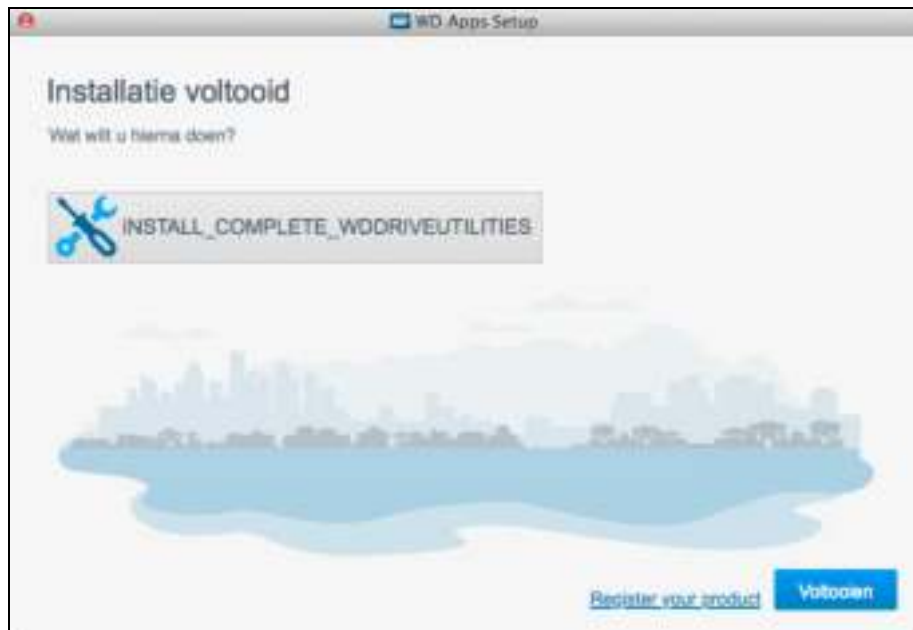 WD Apps Setup
Installatie voltooid
Wat wilt u hierna doen?
INSTALL_COMPLETE_WDDRIVEUTILITIES
Register your product
Voltooien